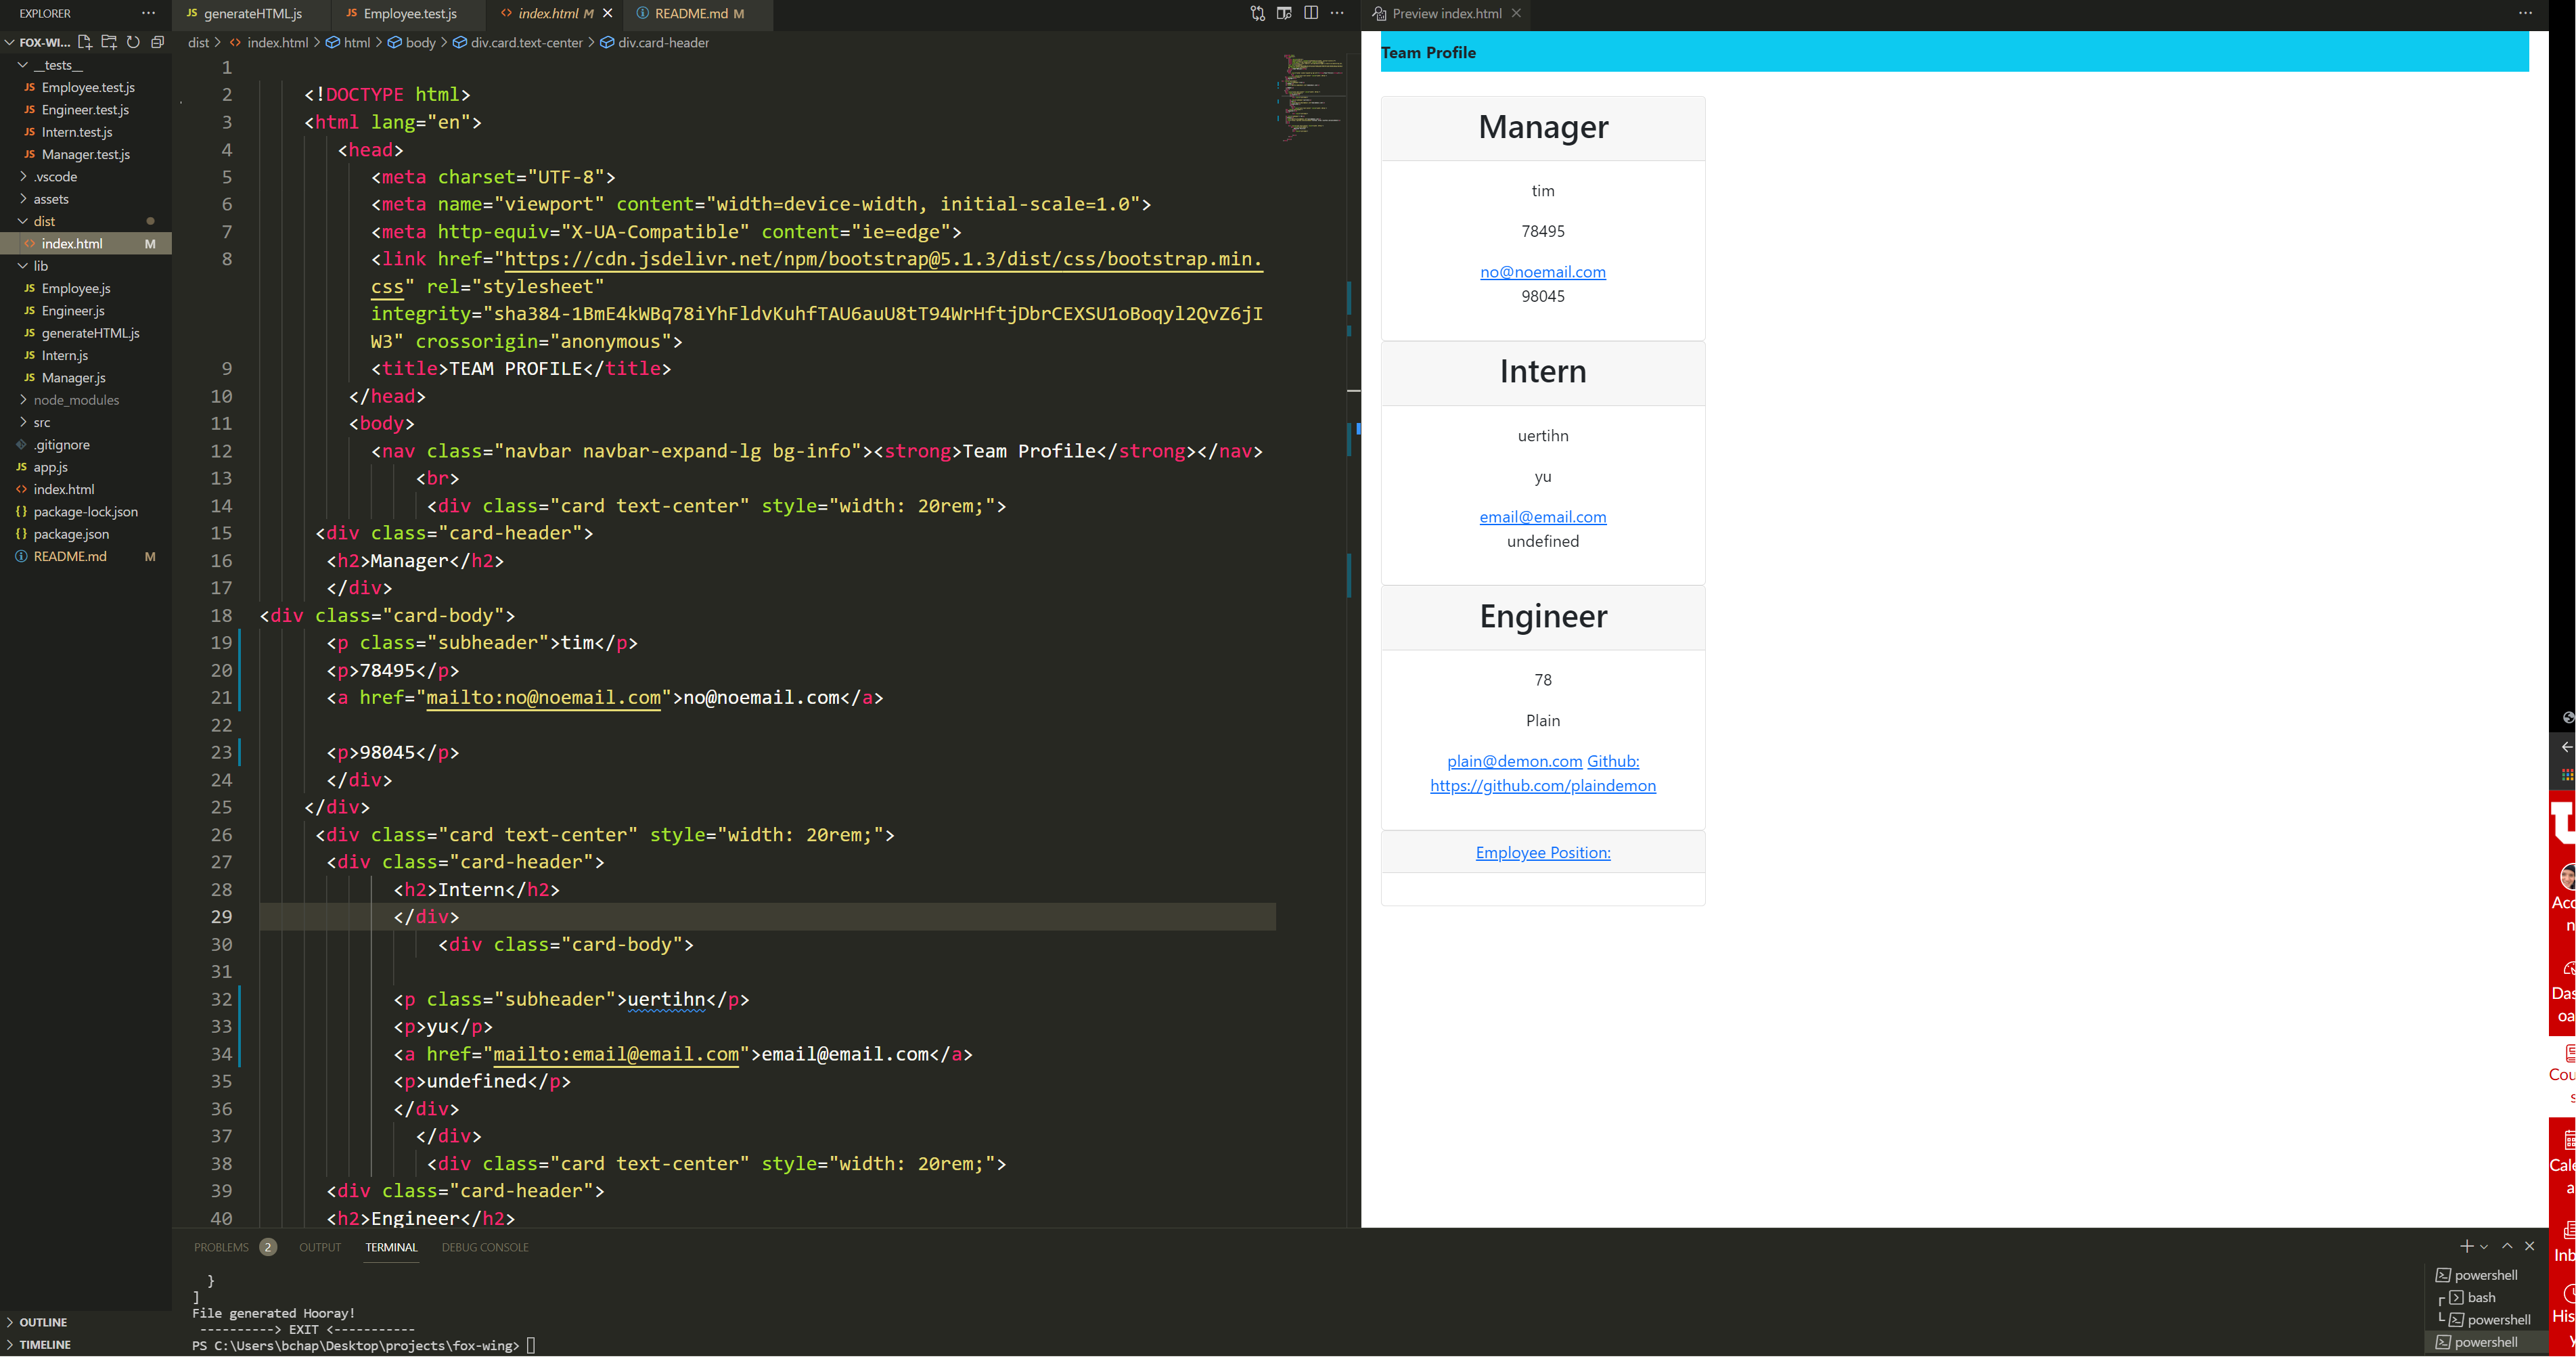 EXPLORER
FOX-WI...
__tests__
Employee.test.js
Engineer.test.js
Intern.test.js
Manager.test.js
.vscode
assets
dist
index.html M
lib
Employee.js
Engineer.js
generateHTML.js
Intern.js
Manager.js
node_modules
src
.gitignore
app.js
index.html
package-lock.json
package.json
README.md M
OUTLINE
TIMELINE
generateHTML.js Employee.test.js index.html M README.md M
dist > index.html > html > body > div.card.text-center > div.card-header
1
2 <!DOCTYPE html>
3 <html lang="en">
4 <head>
5 <meta charset="UTF-8">
6 <meta name="viewport" content="width=device-width, initial-scale=1.0">
7 <meta http-equiv="X-UA-Compatible" content="ie=edge">
8 <link href="https://cdn.jsdelivr.net/npm/bootstrap@5.1.3/dist/css/bootstrap.min.
css" rel="stylesheet"
integrity="sha384-1BmE4kWBq78iYhFldvKuhfTAU6auU8tT94WrHftjDbrCEXSU1oBoqyl2QvZ6jI
W3" crossorigin="anonymous">
9 <title>TEAM PROFILE</title>
10 </head>
11 <body>
12 <nav class="navbar navbar-expand-lg bg-info"><strong>Team Profile</strong></nav>
13 <br>
14 <div class="card text-center" style="width: 20rem;">
15 <div class="card-header">
16 <h2>Manager</h2>
17 </div>
18 <div class="card-body">
19 <p class="subheader">tim</p>
20 <p>78495</p>
21 <a href="mailto:no@noemail.com">no@noemail.com</a>
22
23 <p>98045</p>
24 </div>
25 </div>
26 <div class="card text-center" style="width: 20rem;">
27 <div class="card-header">
28 <h2>Intern</h2>
29 </div>
30 <div class="card-body">
31
32 <p class="subheader">uertihn</p>
33 <p>yu</p>
34 <a href="mailto:email@email.com">email@email.com</a>
35 <p>undefined</p>
36 </div>
37 </div>
38 <div class="card text-center" style="width: 20rem;">
39 <div class="card-header">
40 <h2>Engineer</h2>
Preview index.html
Team Profile
Manager
tim
78495
no@noemail.com
98045
Intern
uertihn
yu
email@email.com
undefined
Engineer
78
Plain
plain@demon.com Github:
https://github.com/plaindemon
Employee Position:
PROBLEMS 2 OUTPUT TERMINAL DEBUG CONSOLE
}
]
File generated Hooray!
----------> EXIT <-----------
PS C:\Users\bchap\Desktop\projects\fox-wing>
powershell
bash
powershell
powershell
Acc
n
Das
oa
Cou
s
Cale
a
Inb
His
y